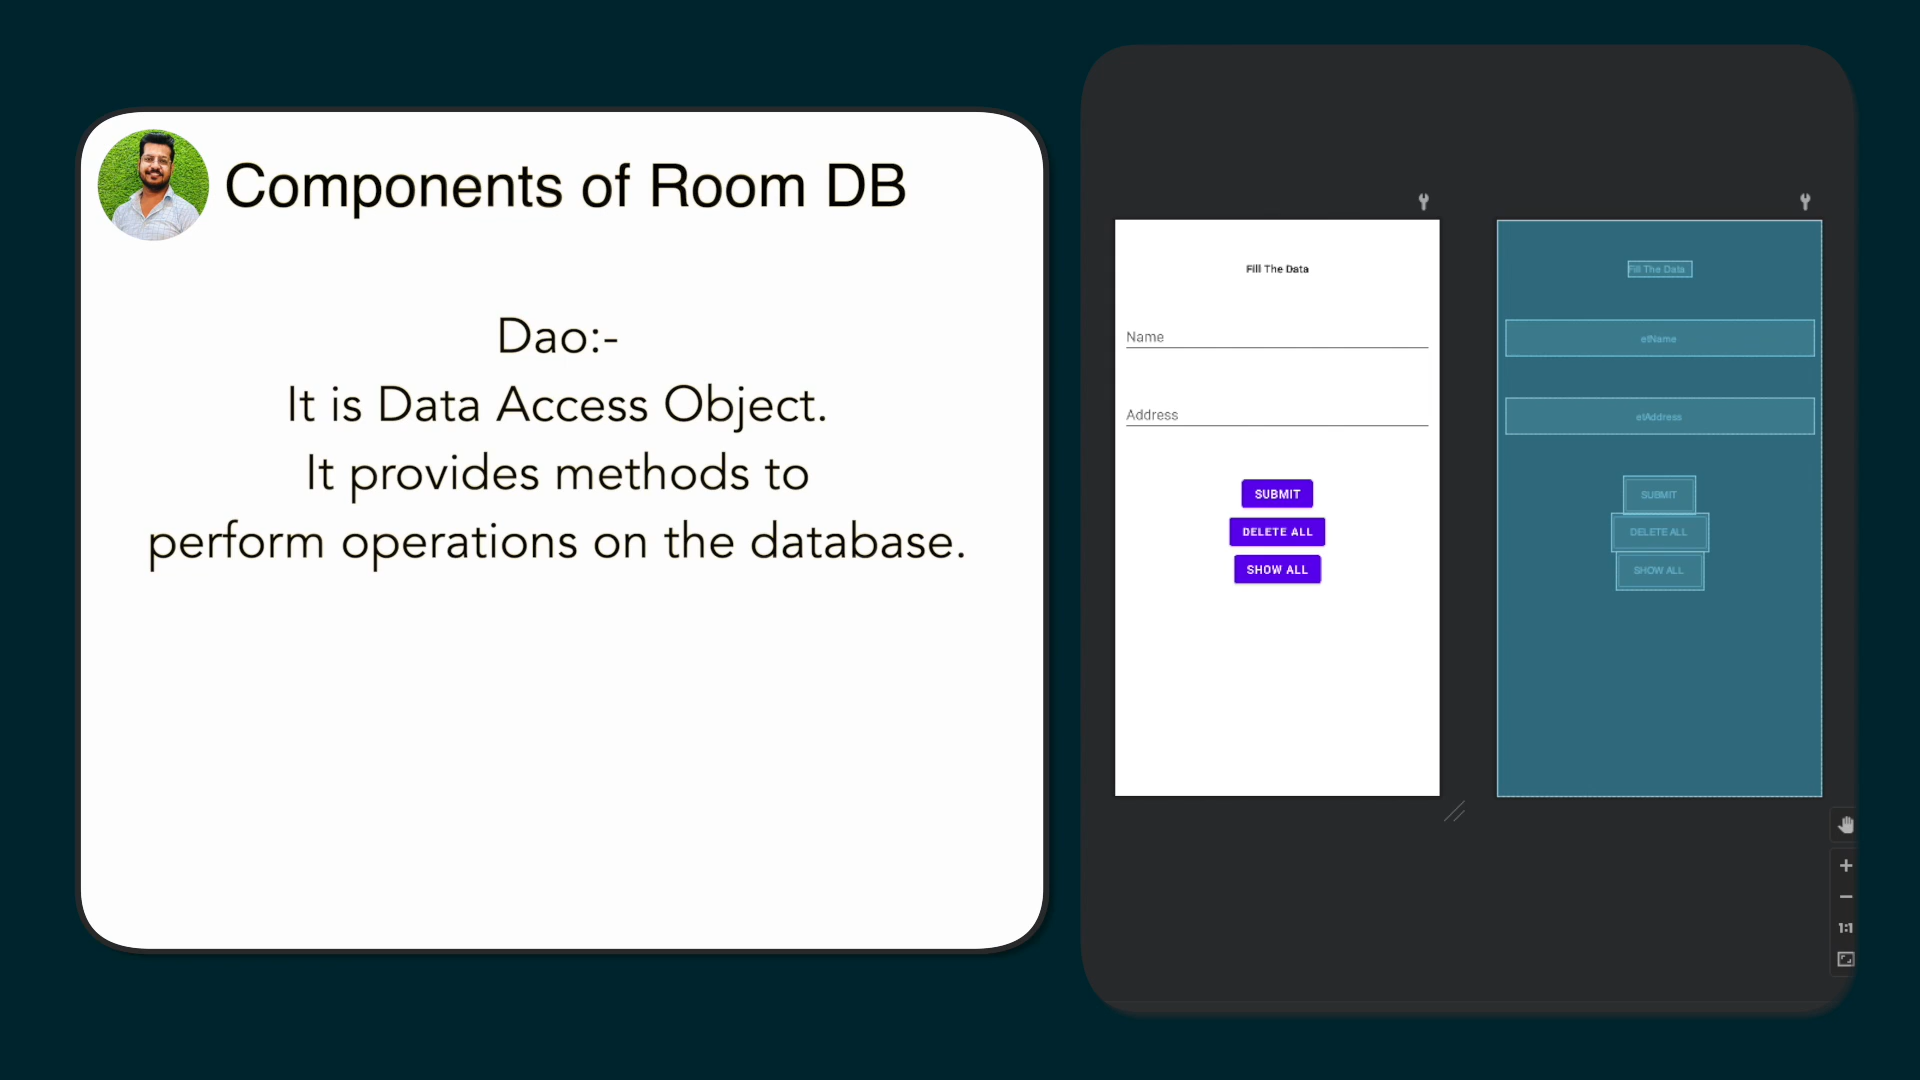 Components of Room DB
Dao:-
It is Data Access Object.
It provides methods to
perform operations on the database.
Fill The Data
Name
Address
SUBMIT
DELETE ALL
SHOW ALL
Fill The Data
etName
etAddress
SUBMIT
DELETE ALL
SHOW ALL
1:1